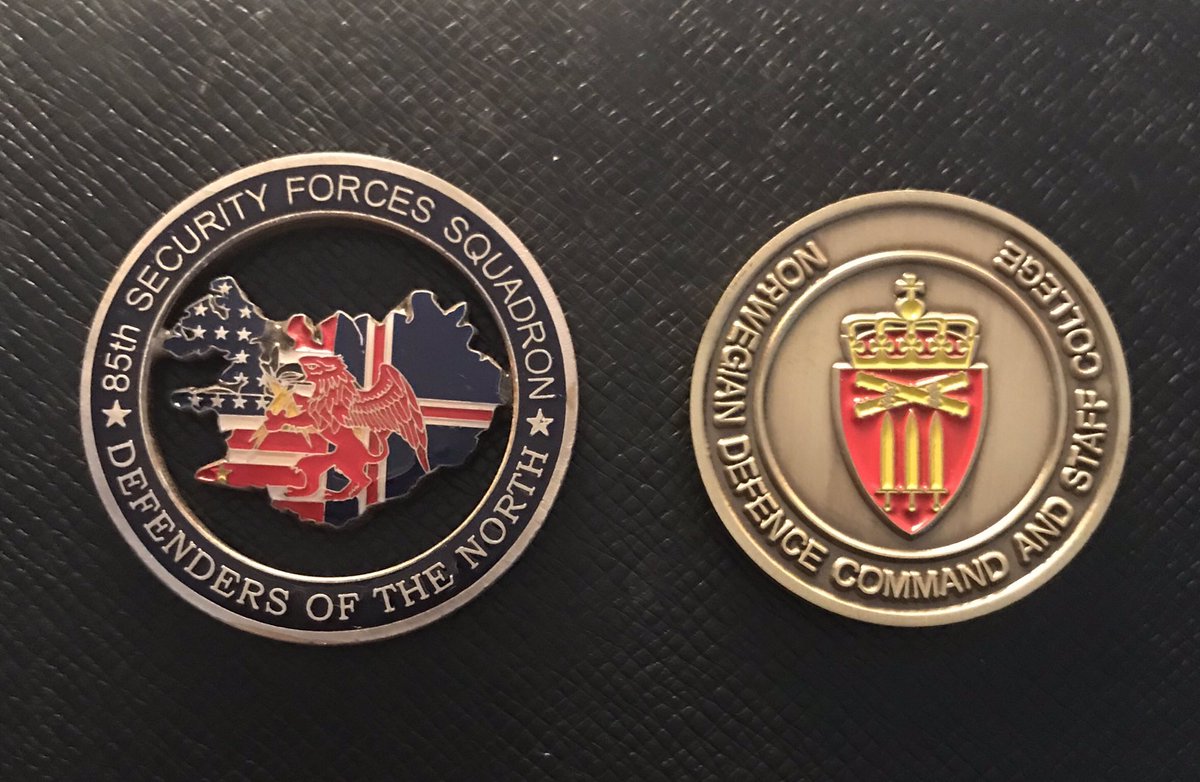 85th SECURITY FORCES SQUADRON
DEFENDERS OF THE NORTH
NORWEGIAN DEFENCE COMMAND AND STAFF COLLEGE